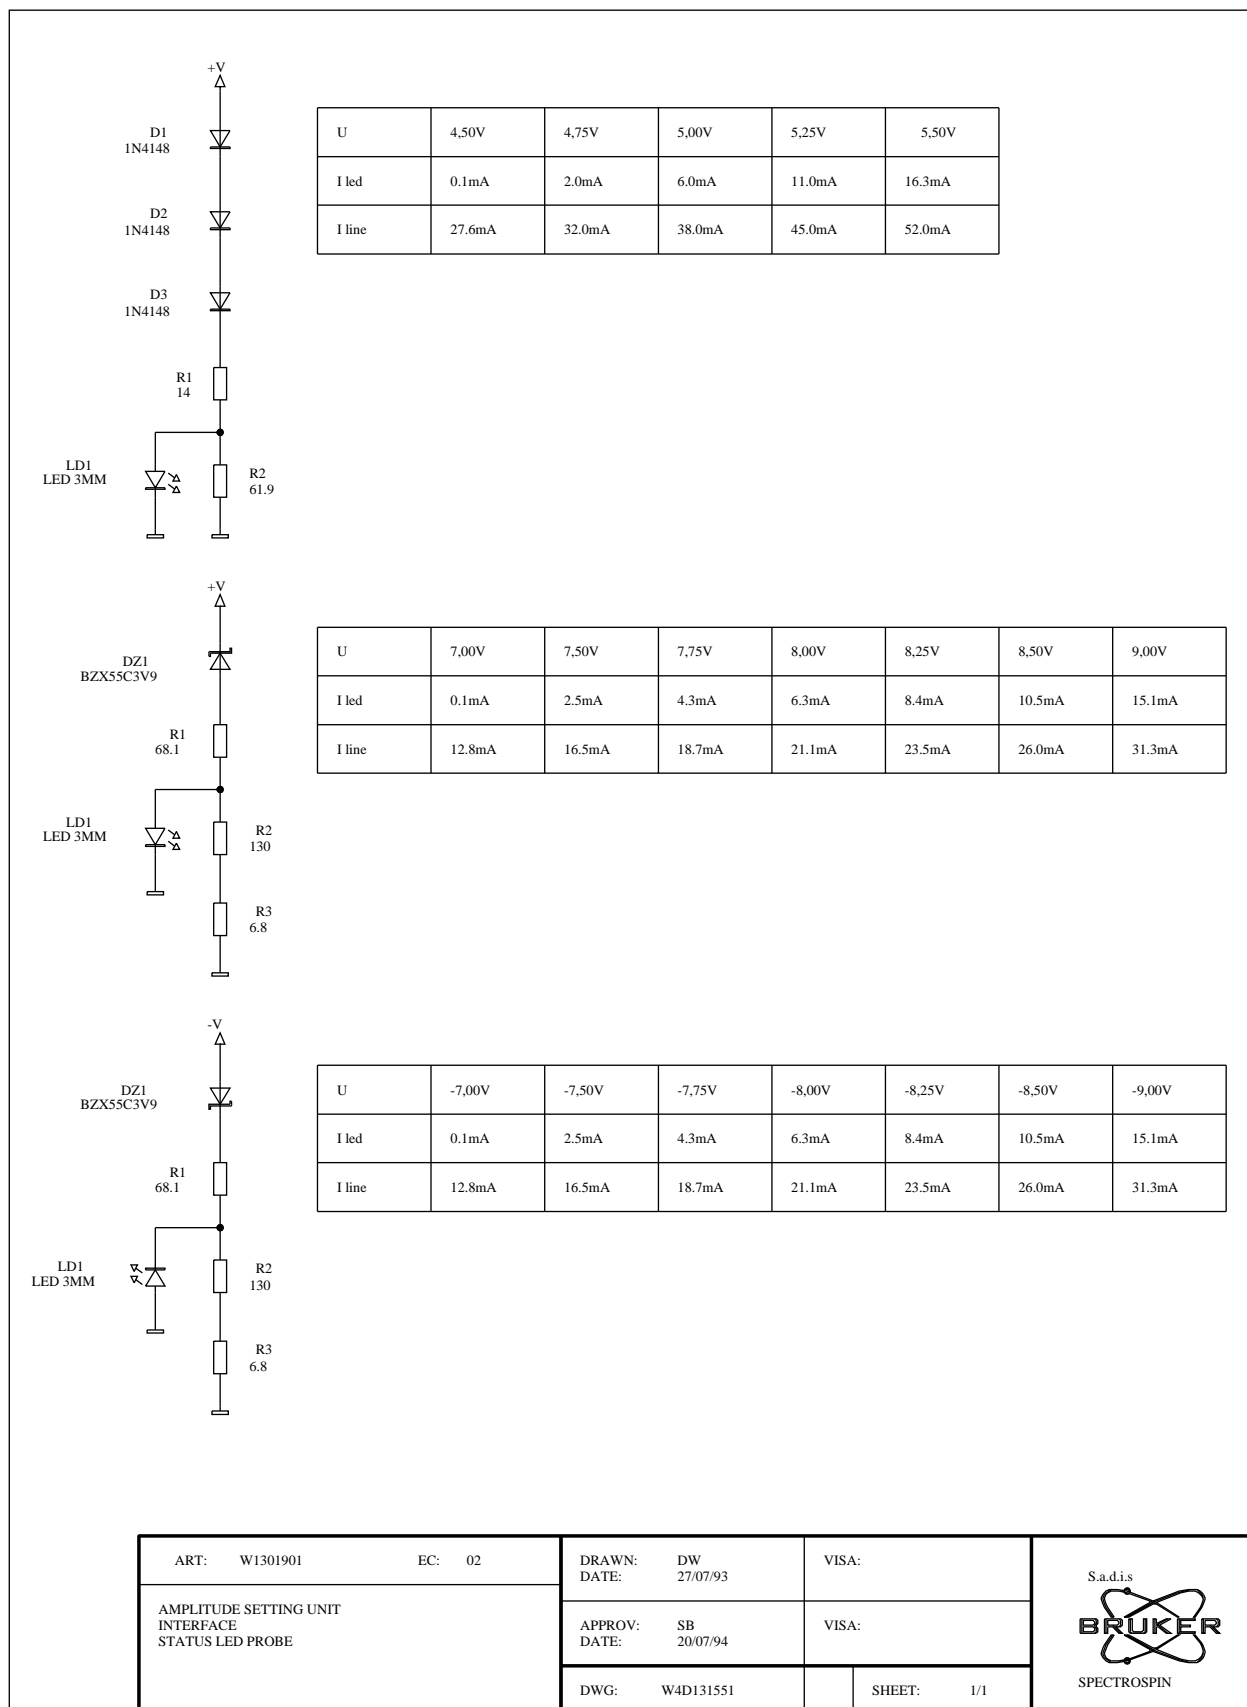 +V
D1
1N4148
D2
1N4148
D3
1N4148
R1
14
LD1
LED 3MM
R2
61.9
U 4,50V 4,75V 5,00V 5,25V 5,50V
I led 0.1mA 2.0mA 6.0mA 11.0mA 16.3mA
I line 27.6mA 32.0mA 38.0mA 45.0mA 52.0mA
+V
DZ1
BZX55C3V9
R1
68.1
LD1
LED 3MM
R2
130
R3
6.8
U 7,00V 7,50V 7,75V 8,00V 8,25V 8,50V 9,00V
I led 0.1mA 2.5mA 4.3mA 6.3mA 8.4mA 10.5mA 15.1mA
I line 12.8mA 16.5mA 18.7mA 21.1mA 23.5mA 26.0mA 31.3mA
-V
DZ1
BZX55C3V9
R1
68.1
LD1
LED 3MM
R2
130
R3
6.8
U -7,00V -7,50V -7,75V -8,00V -8,25V -8,50V -9,00V
I led 0.1mA 2.5mA 4.3mA 6.3mA 8.4mA 10.5mA 15.1mA
I line 12.8mA 16.5mA 18.7mA 21.1mA 23.5mA 26.0mA 31.3mA
ART: W1301901 EC: 02
AMPLITUDE SETTING UNIT
INTERFACE
STATUS LED PROBE
DRAWN: DW
DATE: 27/07/93
VISA:
APPROV: SB
DATE: 20/07/94
VISA:
DWG: W4D131551
SHEET: 1/1
S.a.d.i.s
BRUKER
SPECTROSPIN